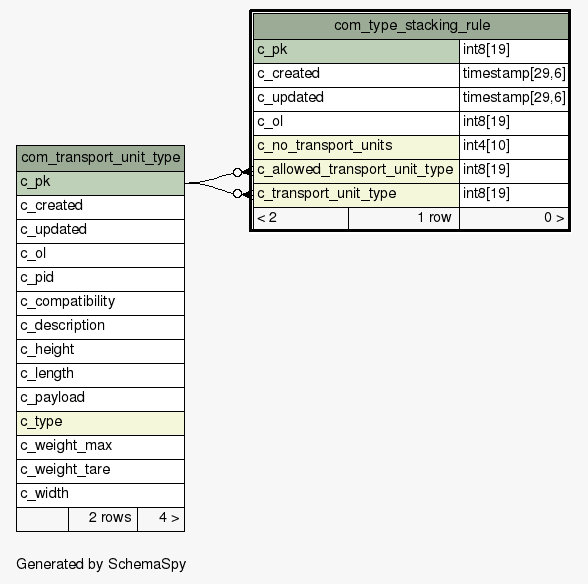 com_type_stacking_rule
c_pk int8[19]
c_created timestamp[29,6]
c_updated timestamp[29,6]
c_ol int8[19]
c_no_transport_units int4[10]
c_allowed_transport_unit_type int8[19]
c_transport_unit_type int8[19]
< 2 1 row 0 >
com_transport_unit_type
c_pk
c_created
c_updated
c_ol
c_pid
c_compatibility
c_description
c_height
c_length
c_payload
c_type
c_weight_max
c_weight_tare
c_width
2 rows 4 >
Generated by SchemaSpy